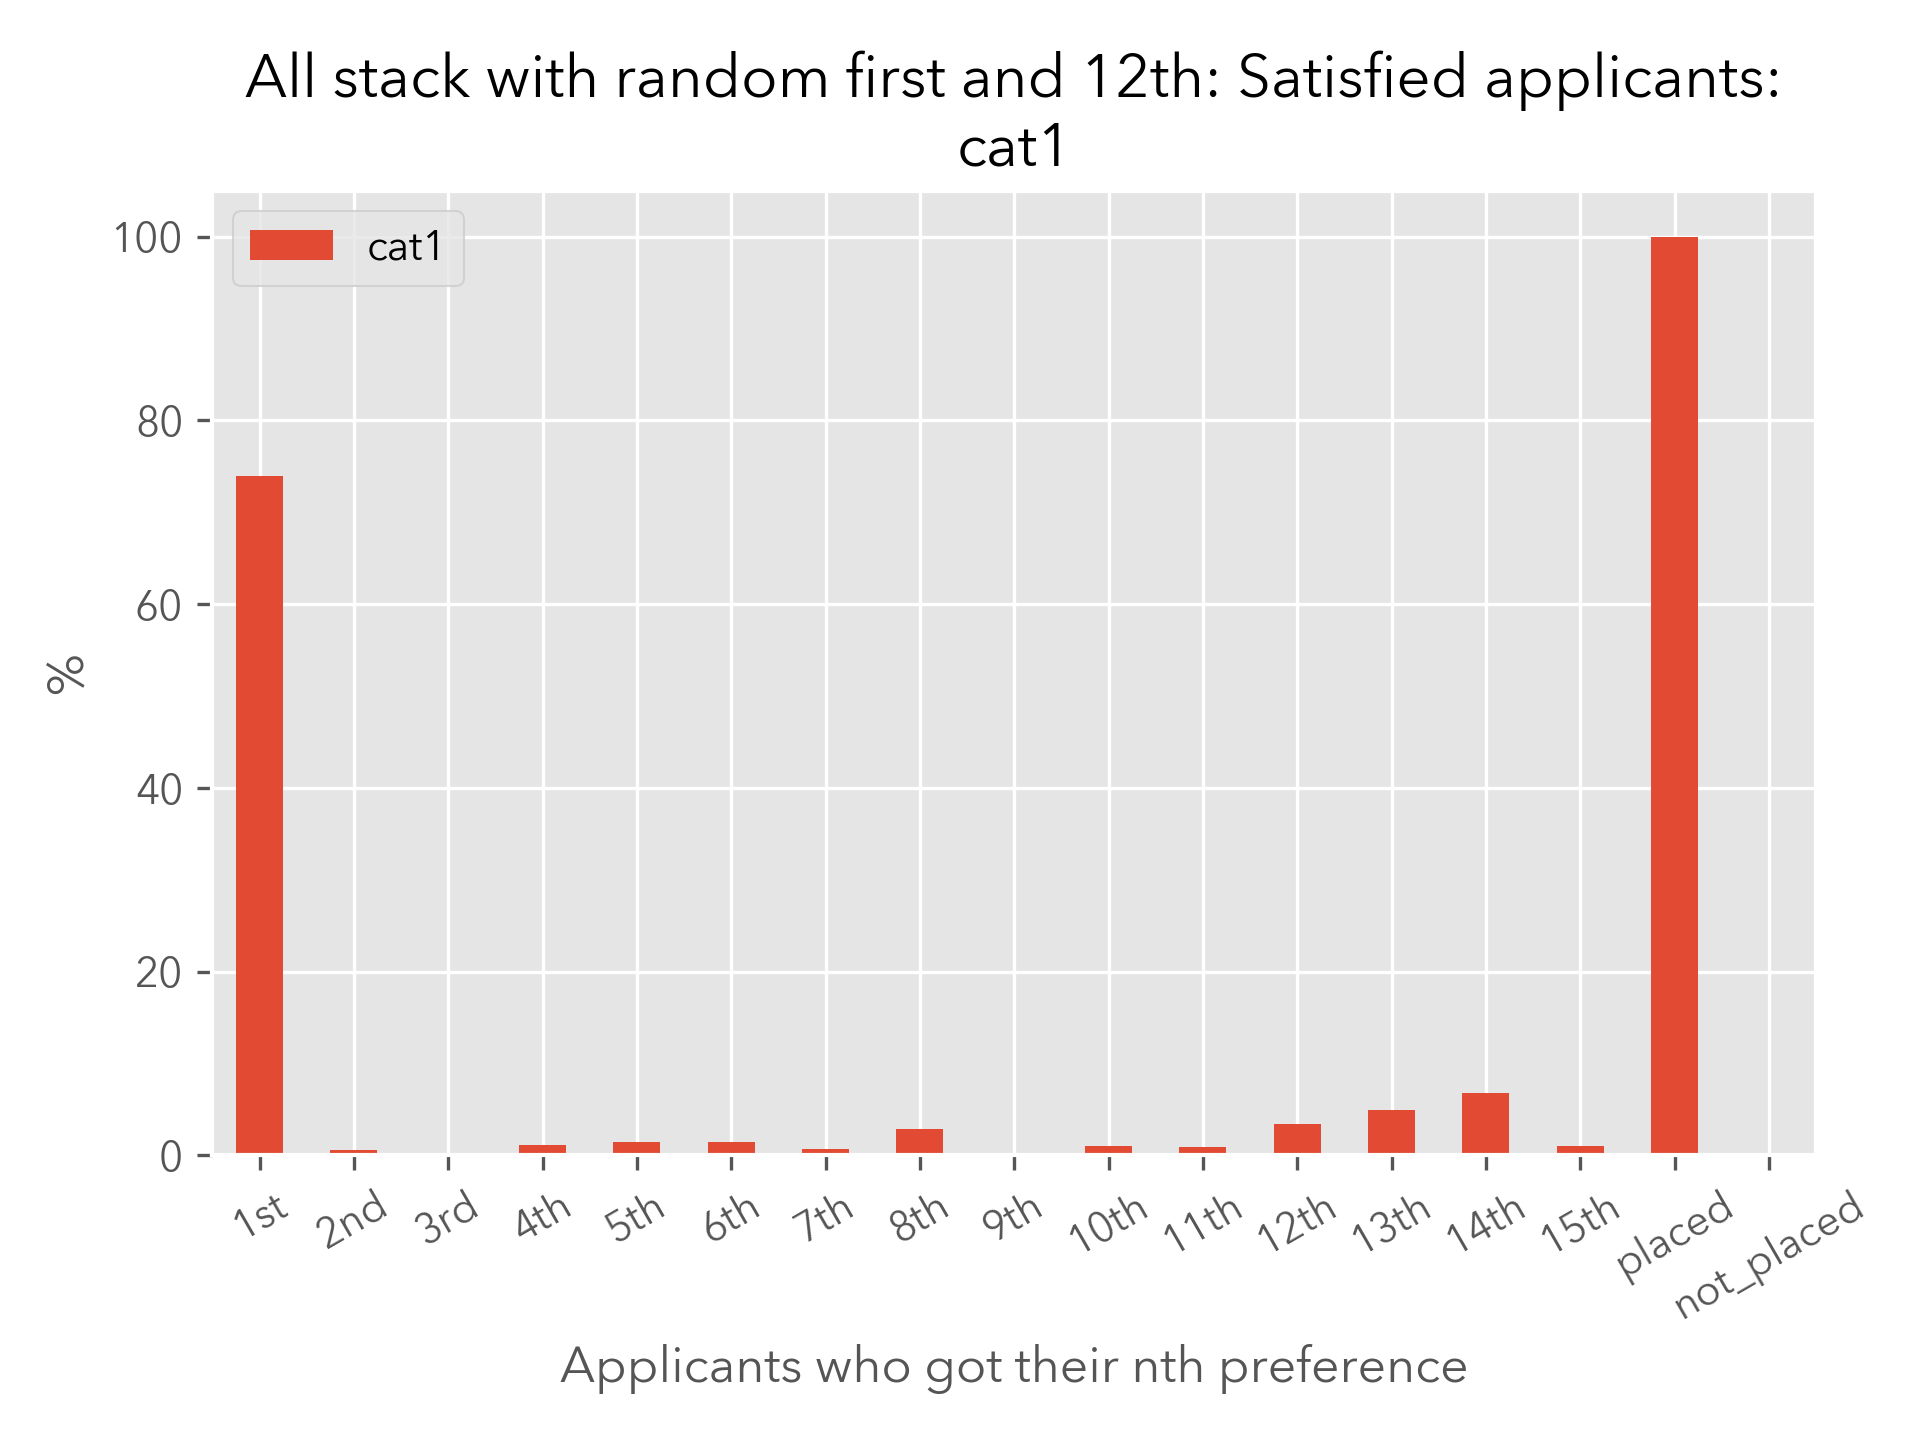 All stack with random first and 12th: Satisfied applicants:
cat1
cat1
100
80
60
40
20
0
%
1st
2nd
3rd
4th
5th
6th
7th
8th
9th
10th
11th
12th
13th
14th
15th
placed
not_placed
Applicants who got their nth preference